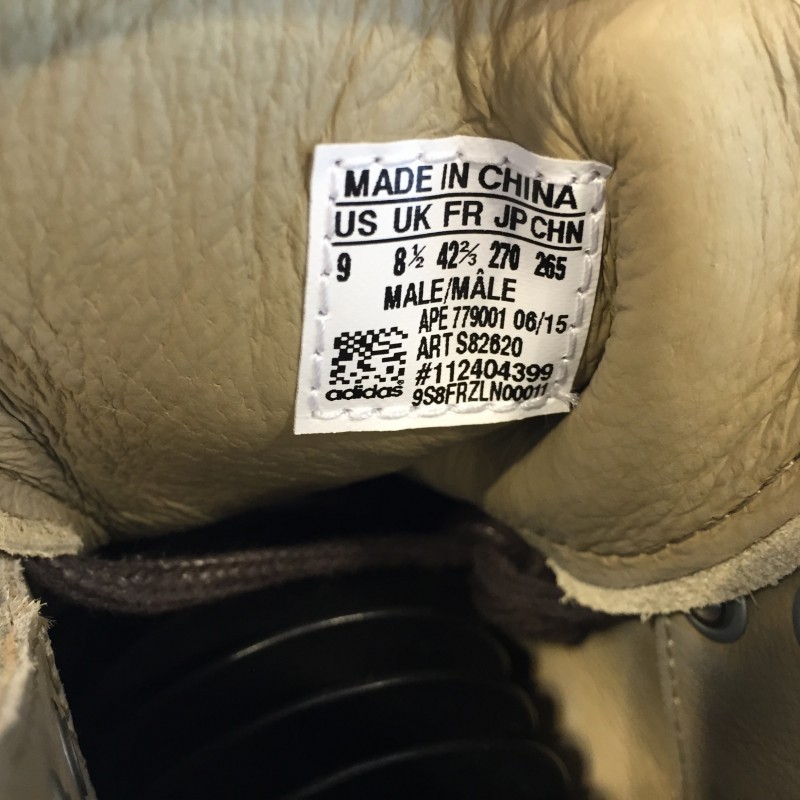 MADE IN CHINA
US UK FR JP CHN
9 8½ 42⅔ 270 265
MALE/MÂLE
APE 779001 06/15
ART S82620
#112404399
adidas® 9S8FRZLN00011